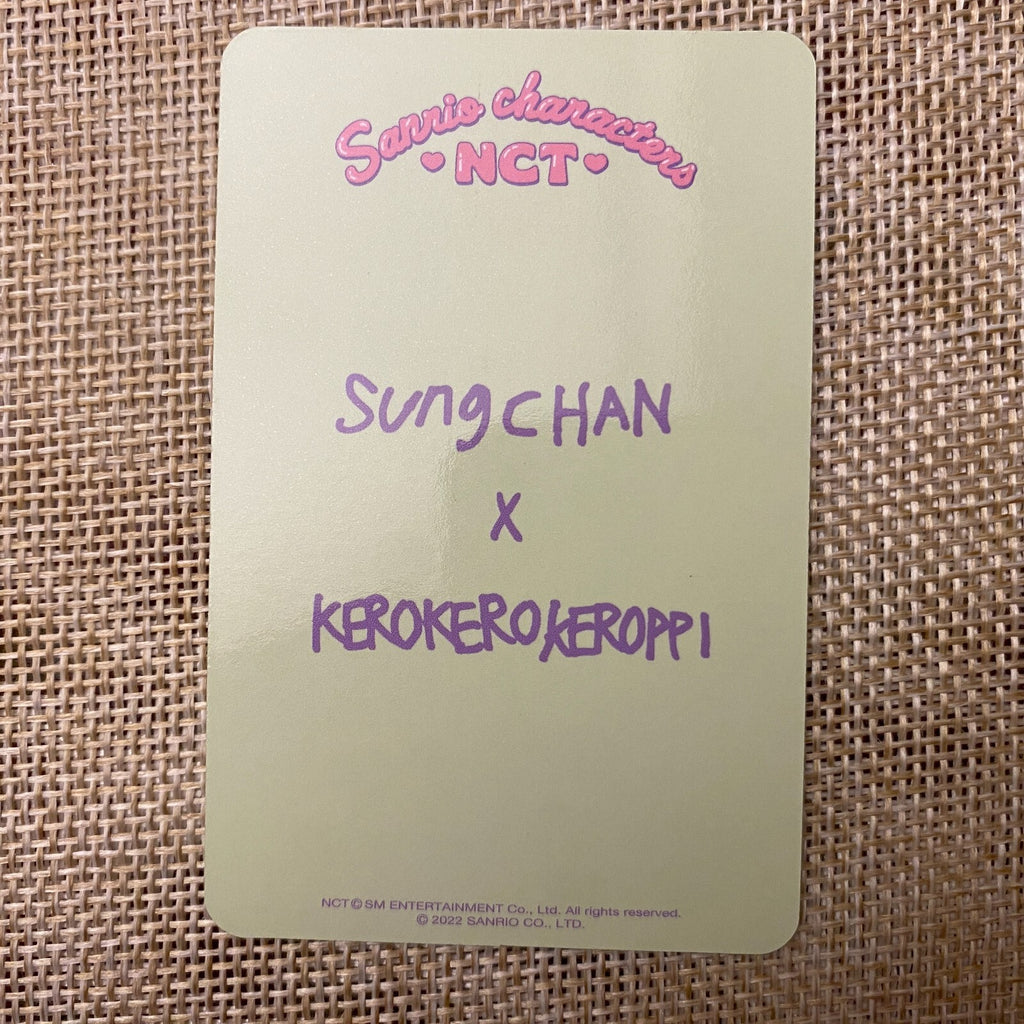 Sanrio characters
NCT
SungCHAN
X
KEROKEROKEROPPI
NCT © SM ENTERTAINMENT Co., Ltd. All rights reserved.
© 2022 SANRIO CO., LTD.